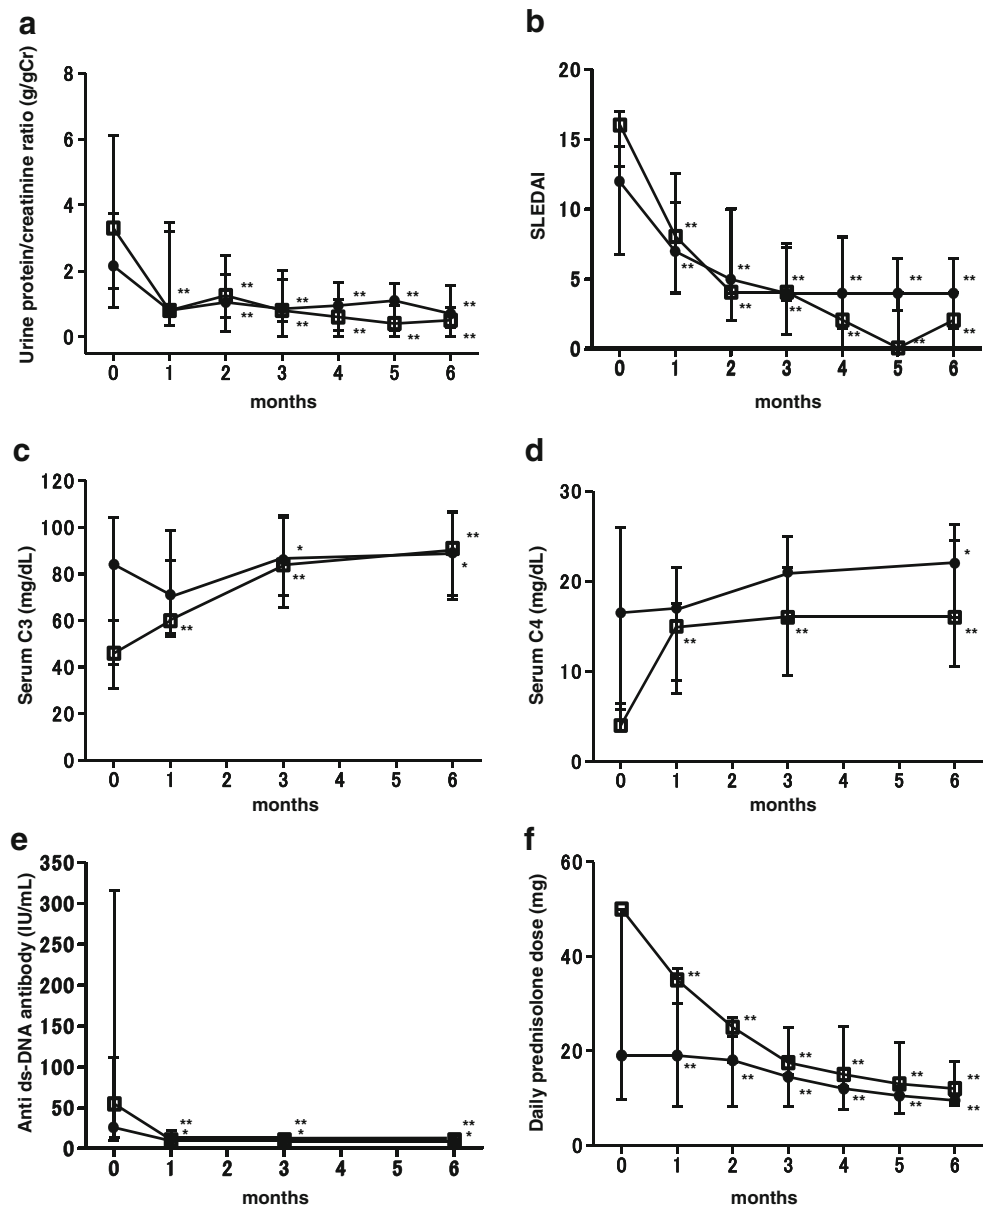 a
Urine protein/creatinine ratio (g/gCr)
8
6
4
2
0
** ** ** ** ** ** ** ** ** ** **
0 1 2 3 4 5 6
months
b
SLEDAI
20
15
10
5
0
** ** ** ** ** ** ** ** ** ** ** **
0 1 2 3 4 5 6
months
c
Serum C3 (mg/dL)
120
100
80
60
40
20
0
** * ** ** *
0 1 2 3 4 5 6
months
d
Serum C4 (mg/dL)
30
20
10
0
** ** * **
0 1 2 3 4 5 6
months
e
Anti ds-DNA antibody (IU/mL)
350
300
250
200
150
100
50
0
** * ** * ** *
0 1 2 3 4 5 6
months
f
Daily prednisolone dose (mg)
60
40
20
0
** ** ** ** ** ** ** ** ** ** ** **
0 1 2 3 4 5 6
months